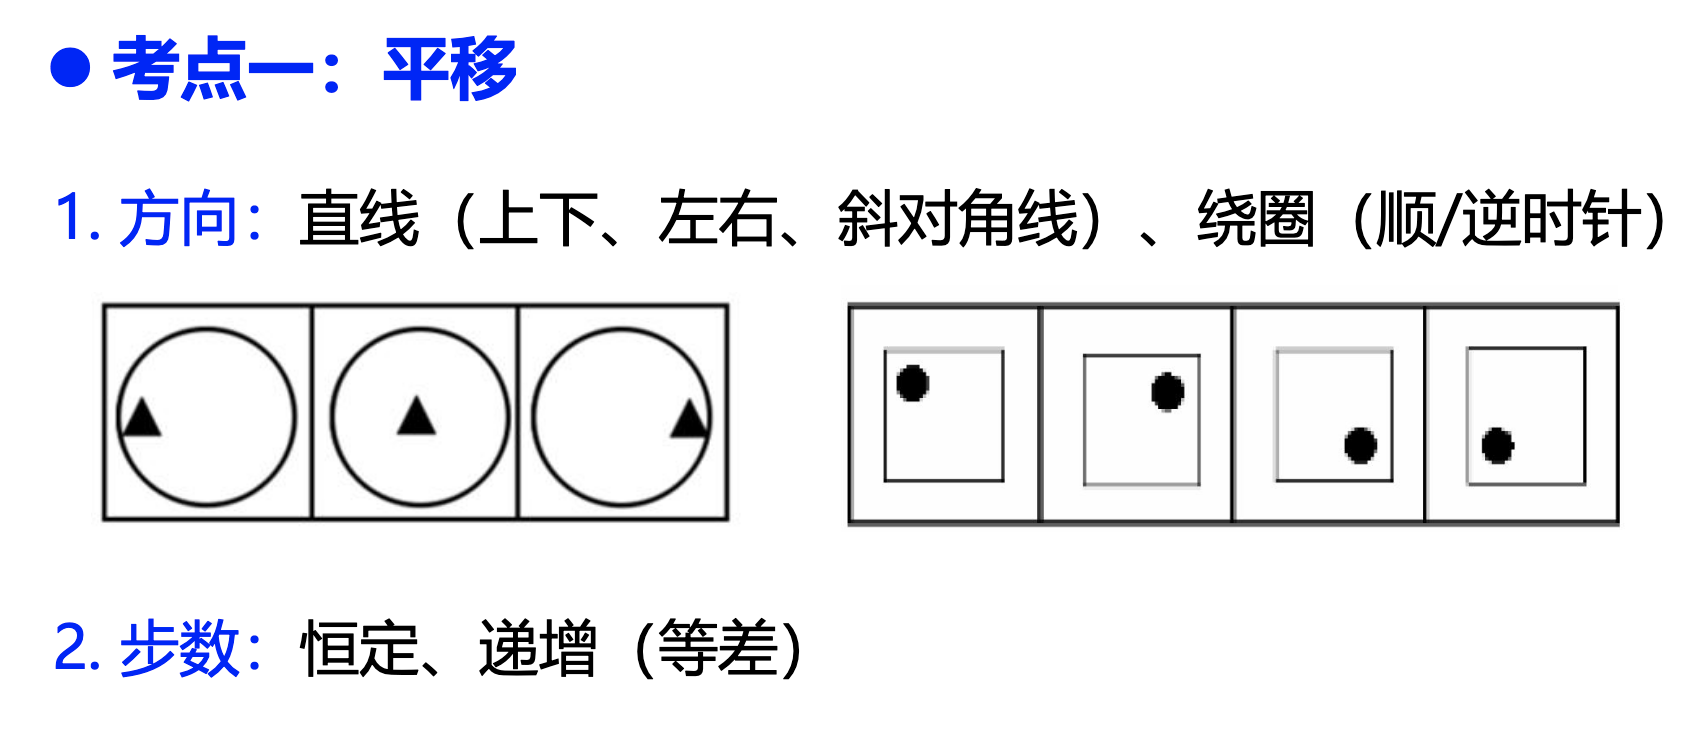 ● 考点一：平移
1. 方向：直线（上下、左右、斜对角线）、绕圈（顺/逆时针）
2. 步数：恒定、递增（等差）